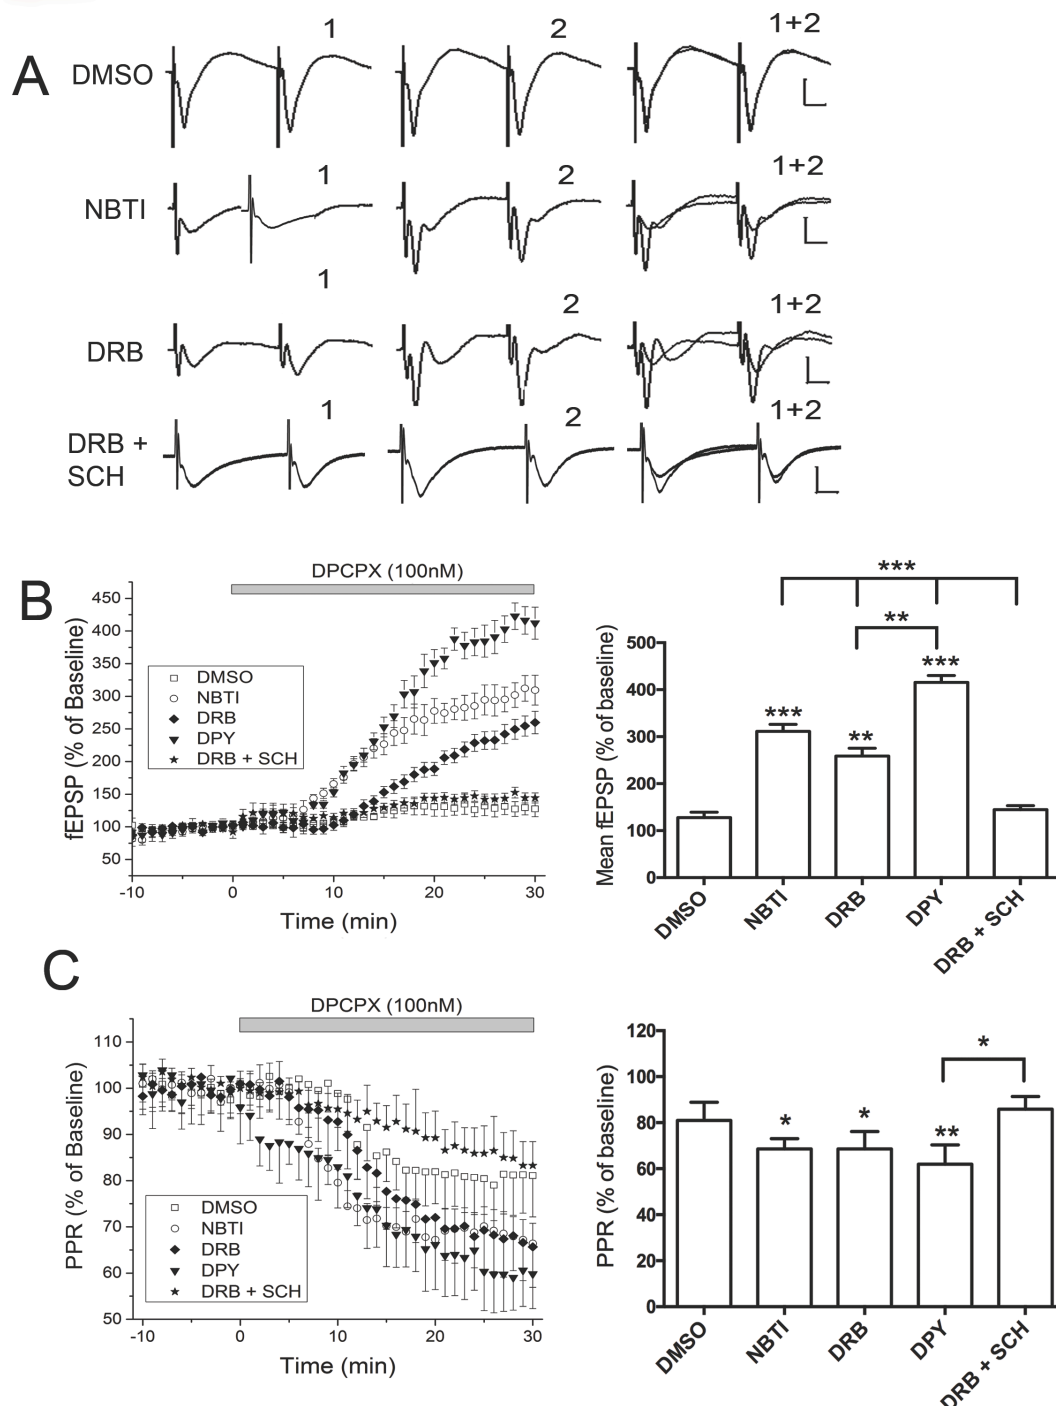 A
DMSO
1
2
1+2
NBTI
1
2
1+2
DRB
1
2
1+2
DRB +
SCH
1
2
1+2
B
DPCPX (100nM)
fEPSP (% of Baseline)
450
400
350
300
250
200
150
100
50
DMSO
NBTI
DRB
DPY
DRB + SCH
-10
0
10
20
30
Time (min)
***
**
***
***
**
Mean fEPSP (% of baseline)
500
400
300
200
100
0
DMSO
NBTI
DRB
DPY
DRB + SCH
C
DPCPX (100nM)
PPR (% of Baseline)
110
100
90
80
70
60
50
DMSO
NBTI
DRB
DPY
DRB + SCH
-10
0
10
20
30
Time (min)
*
*
*
**
PPR (% of baseline)
120
100
80
60
40
20
0
DMSO
NBTI
DRB
DPY
DRB + SCH